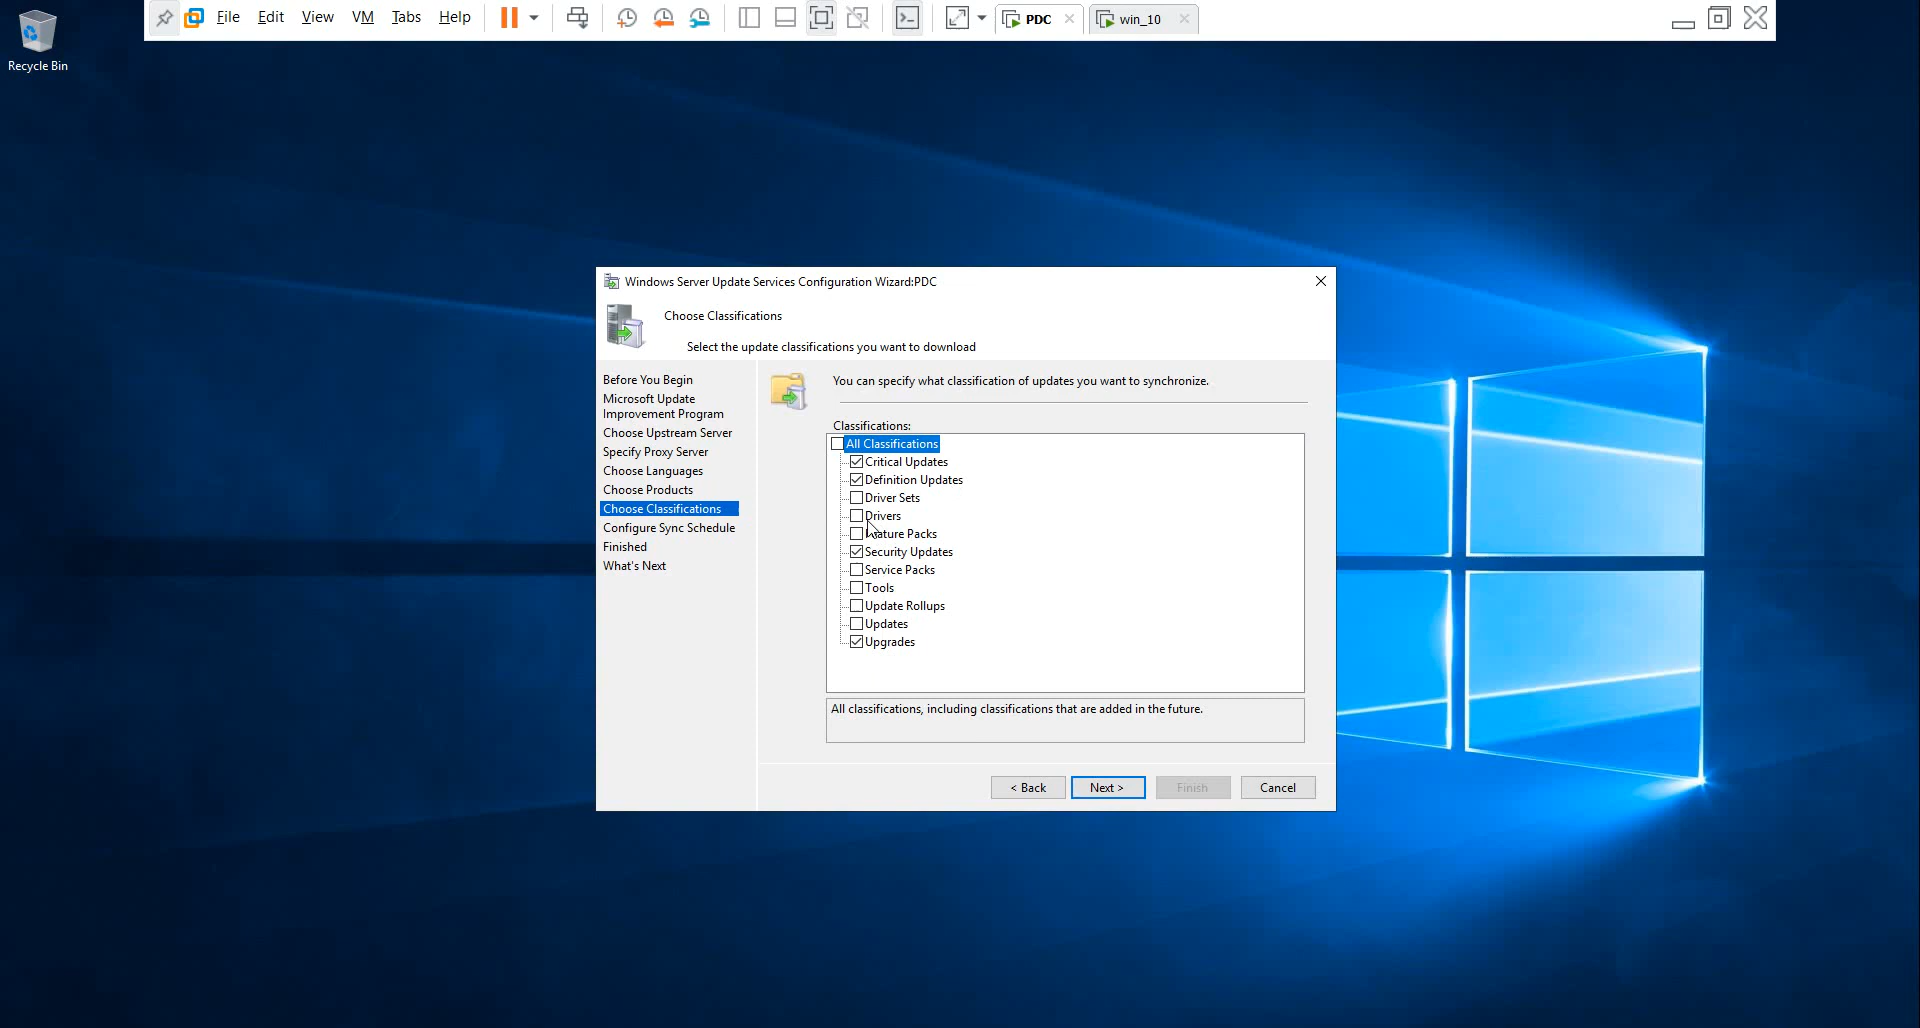 File Edit View VM Tabs Help
PDC
win_10
Recycle Bin
Windows Server Update Services Configuration Wizard:PDC
Choose Classifications
Select the update classifications you want to download
Before You Begin
Microsoft Update
Improvement Program
Choose Upstream Server
Specify Proxy Server
Choose Languages
Choose Products
Choose Classifications
Configure Sync Schedule
Finished
What's Next
You can specify what classification of updates you want to synchronize.
Classifications:
All Classifications
Critical Updates
Definition Updates
Driver Sets
Drivers
Packs
Security Updates
Service Packs
Tools
Update Rollups
Updates
Upgrades
All classifications, including classifications that are added in the future.
< Back Next > Finish Cancel